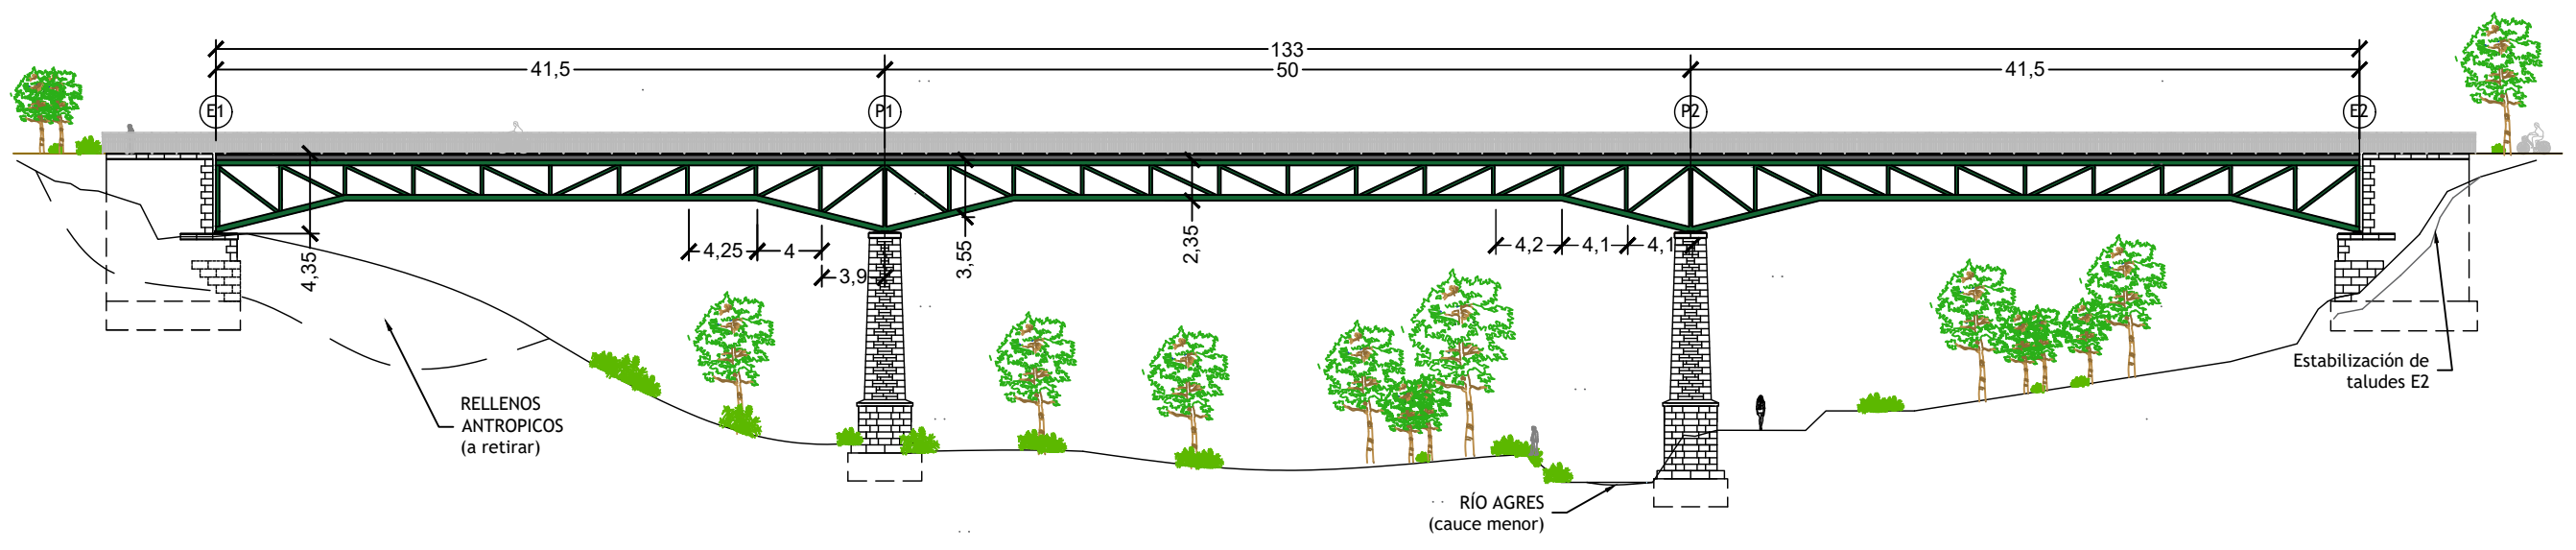 133
41,5
50
41,5
E1
P1
P2
E2
4,35
4,25
4
3,9
3,55
2,35
4,2
4,1
4,1
RELLENOS
ANTROPICOS
(a retirar)
RÍO AGRES
(cauce menor)
Estabilización de
taludes E2